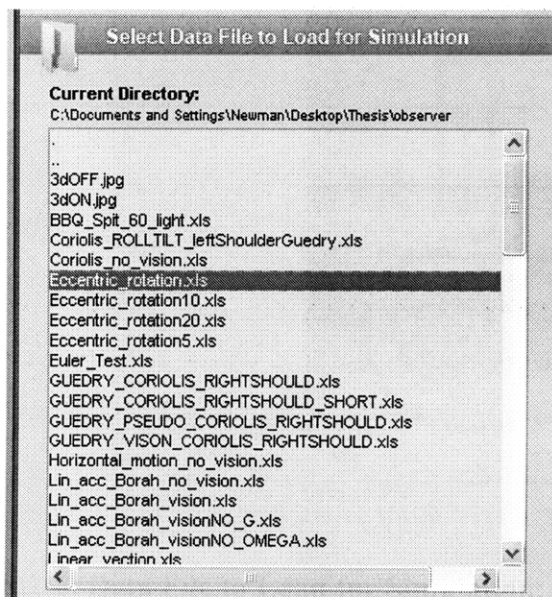 Select Data File to Load for Simulation
Current Directory:
C:\Documents and Settings\Newman\Desktop\Thesis\observer
.
..
3dOFF.jpg
3dON.jpg
BBQ_Spit_60_light.xls
Coriolis_ROLLTILT_leftShoulderGuedry.xls
Coriolis_no_vision.xls
Eccentric_rotation.xls
Eccentric_rotation10.xls
Eccentric_rotation20.xls
Eccentric_rotation5.xls
Euler_Test.xls
GUEDRY_CORIOLIS_RIGHTSHOULD.xls
GUEDRY_CORIOLIS_RIGHTSHOULD_SHORT.xls
GUEDRY_PSEUDO_CORIOLIS_RIGHTSHOULD.xls
GUEDRY_VISON_CORIOLIS_RIGHTSHOULD.xls
Horizontal_motion_no_vision.xls
Lin_acc_Borah_no_vision.xls
Lin_acc_Borah_vision.xls
Lin_acc_Borah_visionNO_G.xls
Lin_acc_Borah_visionNO_OMEGA.xls
Linear_vection.xls